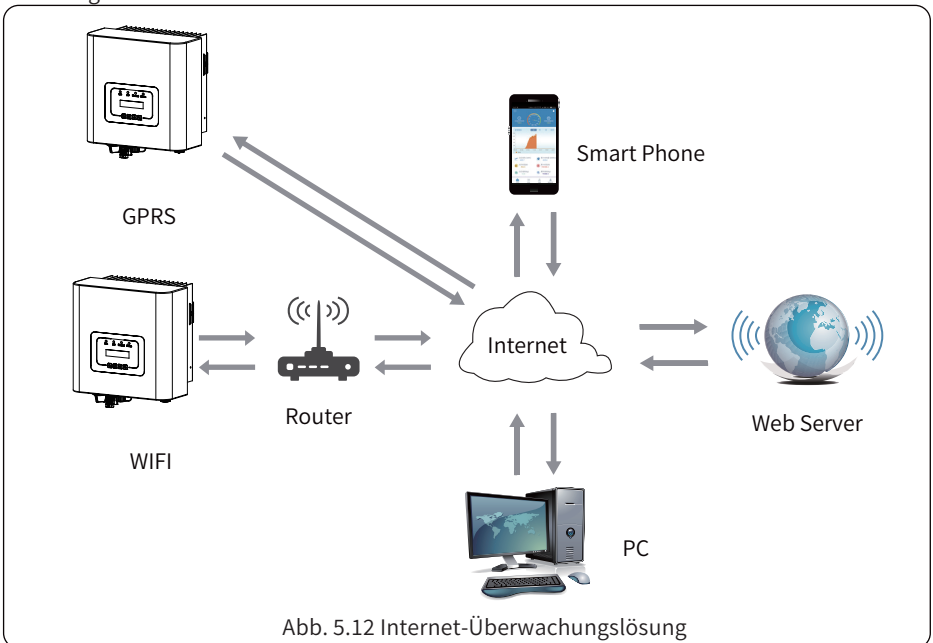 Smart Phone
GPRS
Internet
Router
Web Server
WIFI
PC
Abb. 5.12 Internet-Überwachungslösung